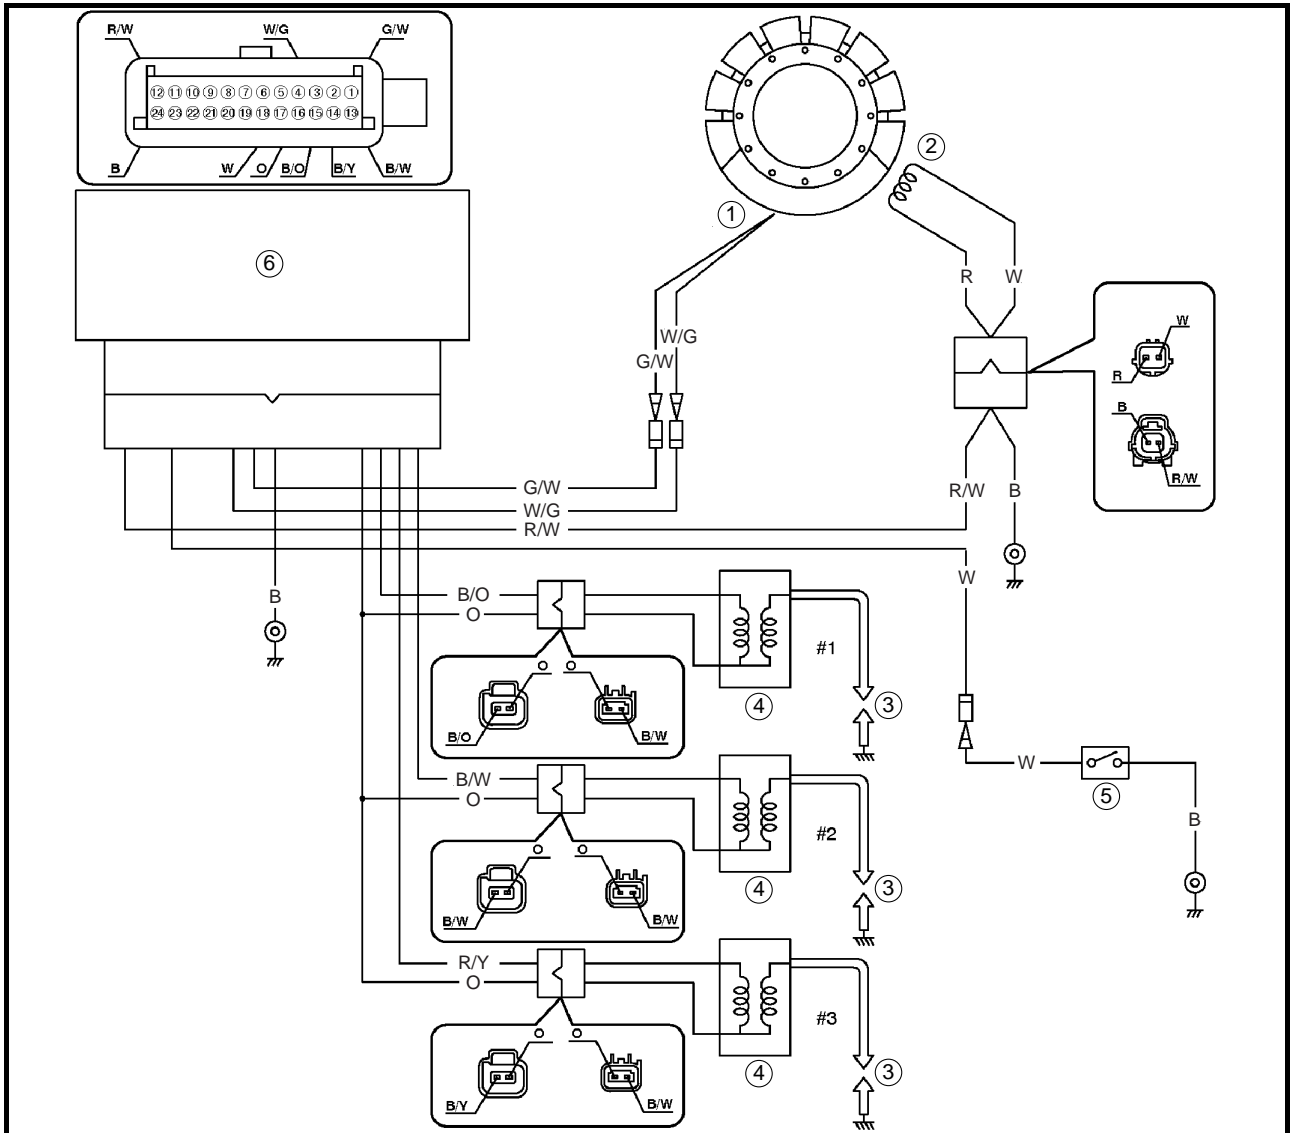 R/W W/G G/W
⑫ ⑪ ⑩ ⑨ ⑧ ⑦ ⑥ ⑤ ④ ③ ② ①
㉔ ㉓ ㉒ ㉑ ⑳ ⑲ ⑱ ⑰ ⑯ ⑮ ⑭ ⑬
B W O B/O B/Y B/W
②
①
⑥
R W
W/G
G/W
W
R
B
R/W
G/W
W/G
R/W
R/W B
W
B
B/O
O
#1
④
③
B/O B/W
B/W
O
#2
④
③
B/W B/W
W
⑤
B
R/Y
O
#3
④
③
B/Y B/W